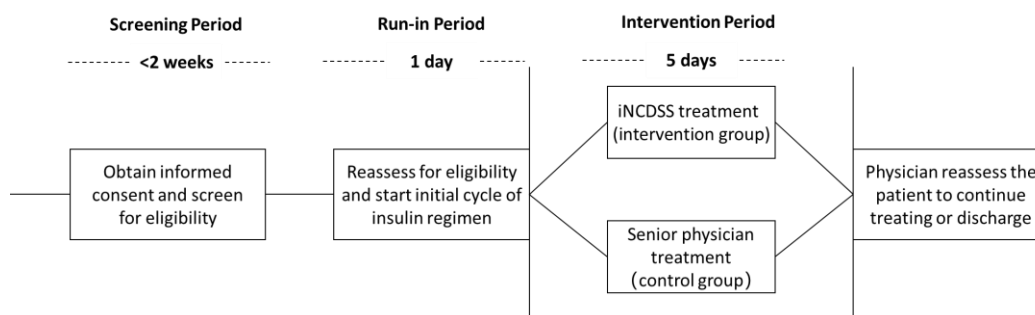 Screening Period
Run-in Period
Intervention Period
<2 weeks
1 day
5 days
Obtain informed
consent and screen
for eligibility
Reassess for eligibility
and start initial cycle of
insulin regimen
iNCDSS treatment
(intervention group)
Senior physician
treatment
(control group)
Physician reassess the
patient to continue
treating or discharge